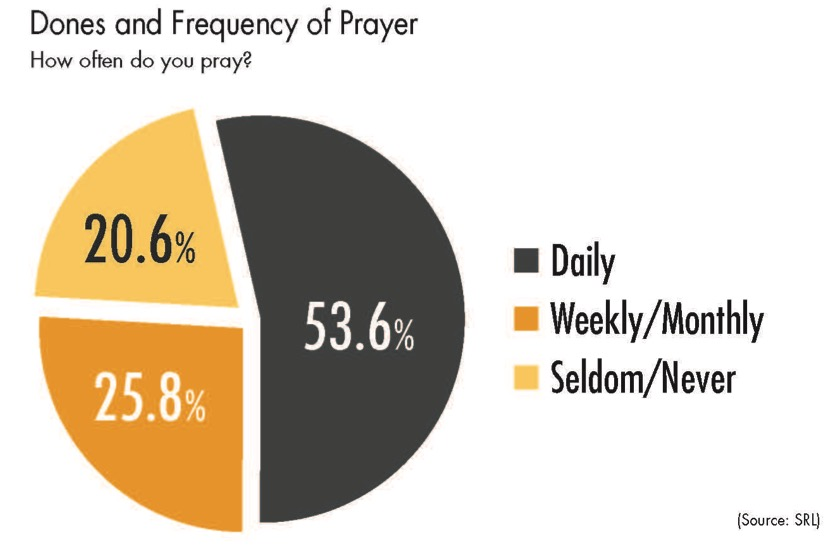 Dones and Frequency of Prayer
How often do you pray?
20.6%
53.6%
25.8%
Daily
Weekly/Monthly
Seldom/Never
(Source: SRL)